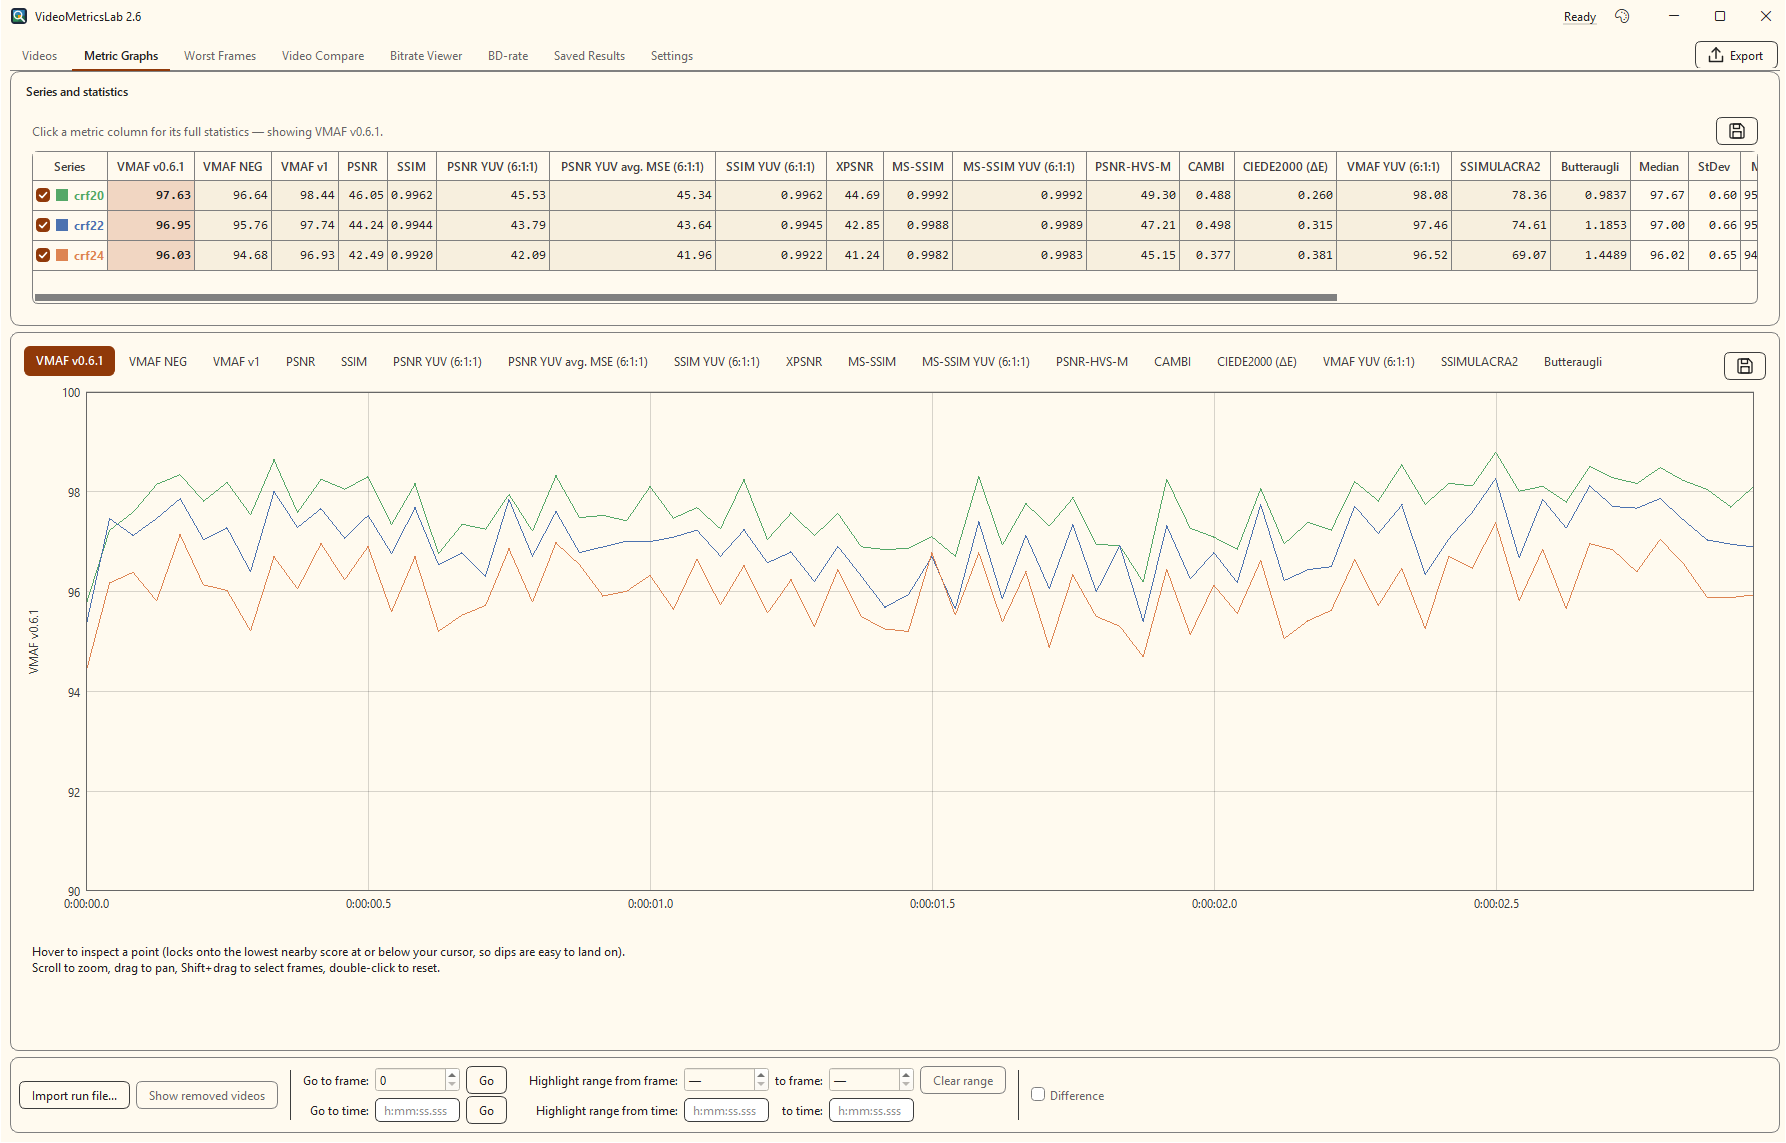 VideoMetricsLab 2.6
Ready
Videos Metric Graphs Worst Frames Video Compare Bitrate Viewer BD-rate Saved Results Settings Export
Series and statistics
Click a metric column for its full statistics — showing VMAF v0.6.1.
Series VMAF v0.6.1 VMAF NEG VMAF v1 PSNR SSIM PSNR YUV (6:1:1) PSNR YUV avg. MSE (6:1:1) SSIM YUV (6:1:1) XPSNR MS-SSIM MS-SSIM YUV (6:1:1) PSNR-HVS-M CAMBI CIEDE2000 (ΔE) VMAF YUV (6:1:1) SSIMULACRA2 Butteraugli Median StDev
crf20 97.63 96.64 98.44 46.05 0.9962 45.53 45.34 0.9962 44.69 0.9992 0.9992 49.30 0.488 0.260 98.08 78.36 0.9837 97.67 0.60 95
crf22 96.95 95.76 97.74 44.24 0.9944 43.79 43.64 0.9945 42.85 0.9988 0.9989 47.21 0.498 0.315 97.46 74.61 1.1853 97.00 0.66 95
crf24 96.03 94.68 96.93 42.49 0.9920 42.09 41.96 0.9922 41.24 0.9982 0.9983 45.15 0.377 0.381 96.52 69.07 1.4489 96.02 0.65 94
VMAF v0.6.1 VMAF NEG VMAF v1 PSNR SSIM PSNR YUV (6:1:1) PSNR YUV avg. MSE (6:1:1) SSIM YUV (6:1:1) XPSNR MS-SSIM MS-SSIM YUV (6:1:1) PSNR-HVS-M CAMBI CIEDE2000 (ΔE) VMAF YUV (6:1:1) SSIMULACRA2 Butteraugli
100
98
96
94
92
90
VMAF v0.6.1
0:00:00.0 0:00:00.5 0:00:01.0 0:00:01.5 0:00:02.0 0:00:02.5
Hover to inspect a point (locks onto the lowest nearby score at or below your cursor, so dips are easy to land on).
Scroll to zoom, drag to pan, Shift+drag to select frames, double-click to reset.
Import run file... Show removed videos
Go to frame: 0 Go Highlight range from frame: — to frame: — Clear range
Go to time: h:mm:ss.sss Go Highlight range from time: h:mm:ss.sss to time: h:mm:ss.sss
Difference